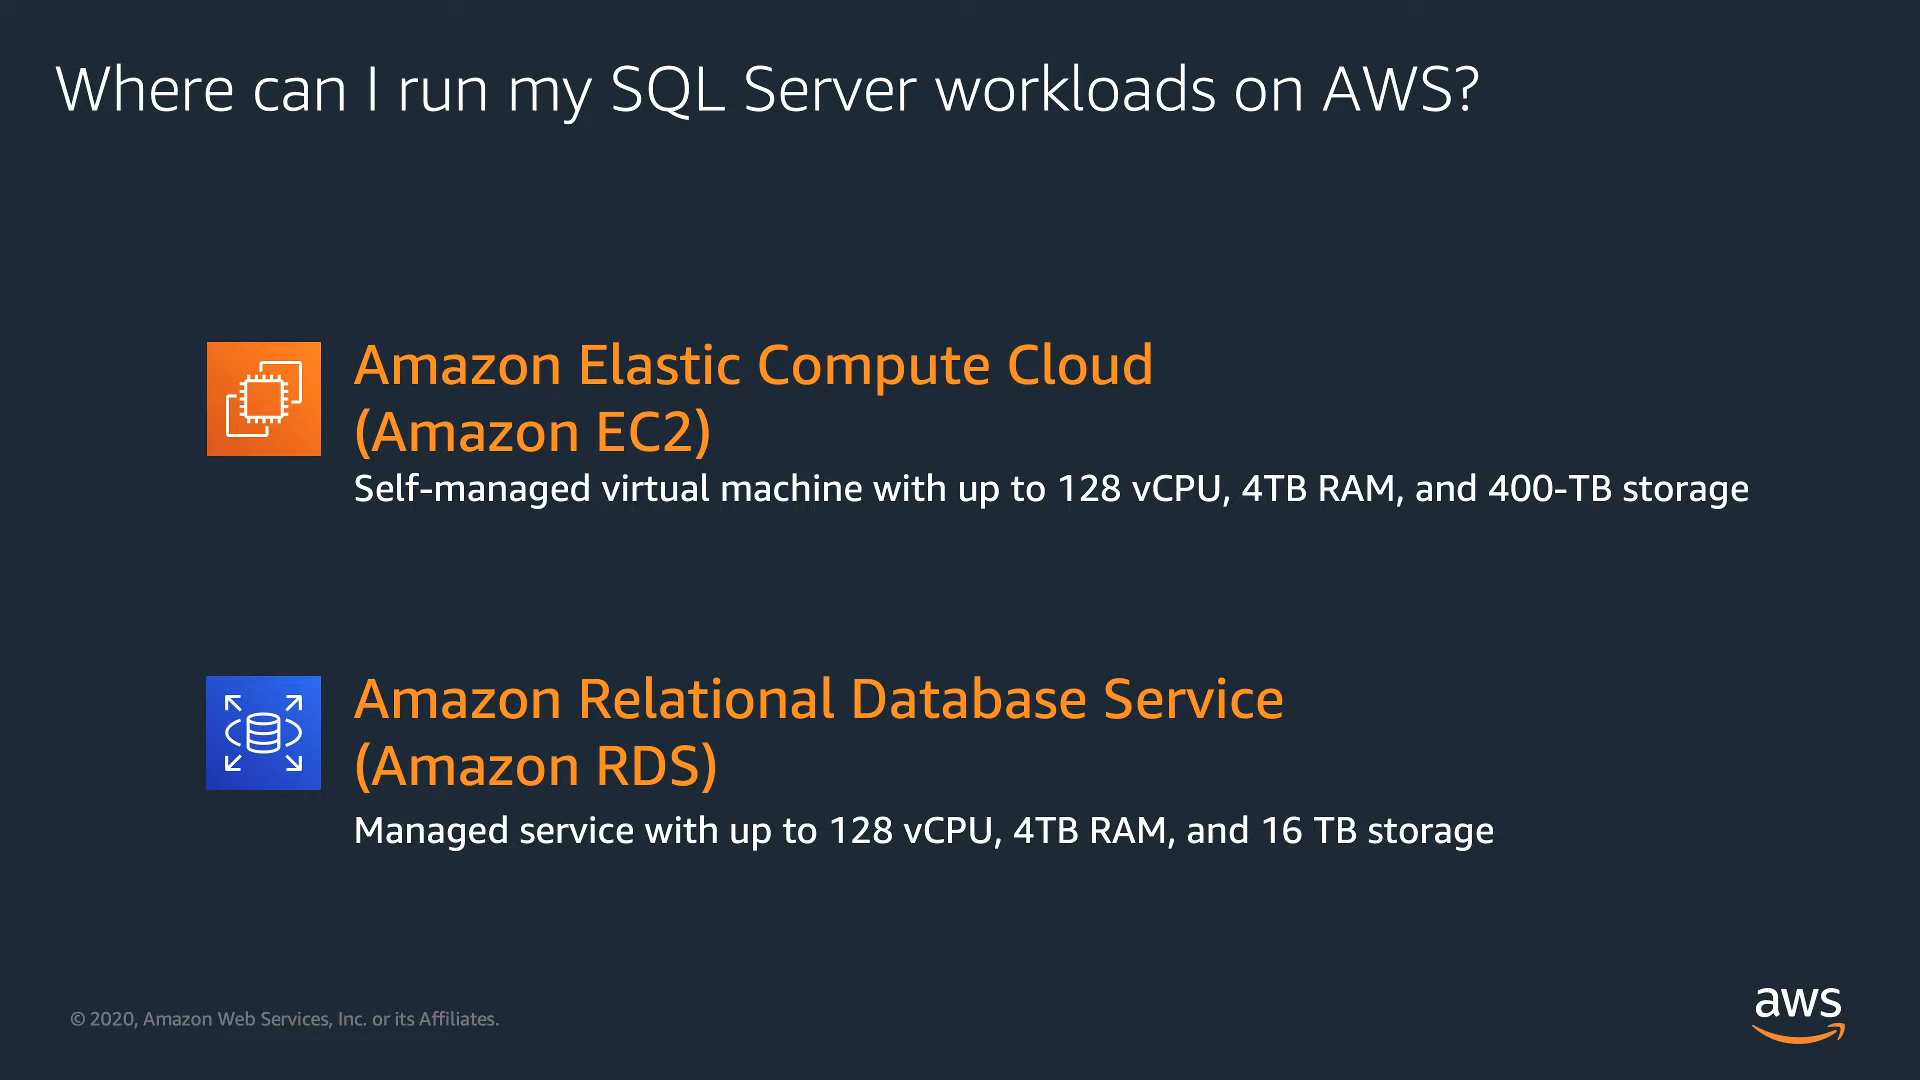 Where can I run my SQL Server workloads on AWS?
Amazon Elastic Compute Cloud
(Amazon EC2)
Self-managed virtual machine with up to 128 vCPU, 4TB RAM, and 400-TB storage
Amazon Relational Database Service
(Amazon RDS)
Managed service with up to 128 vCPU, 4TB RAM, and 16 TB storage
© 2020, Amazon Web Services, Inc. or its Affiliates.
aws